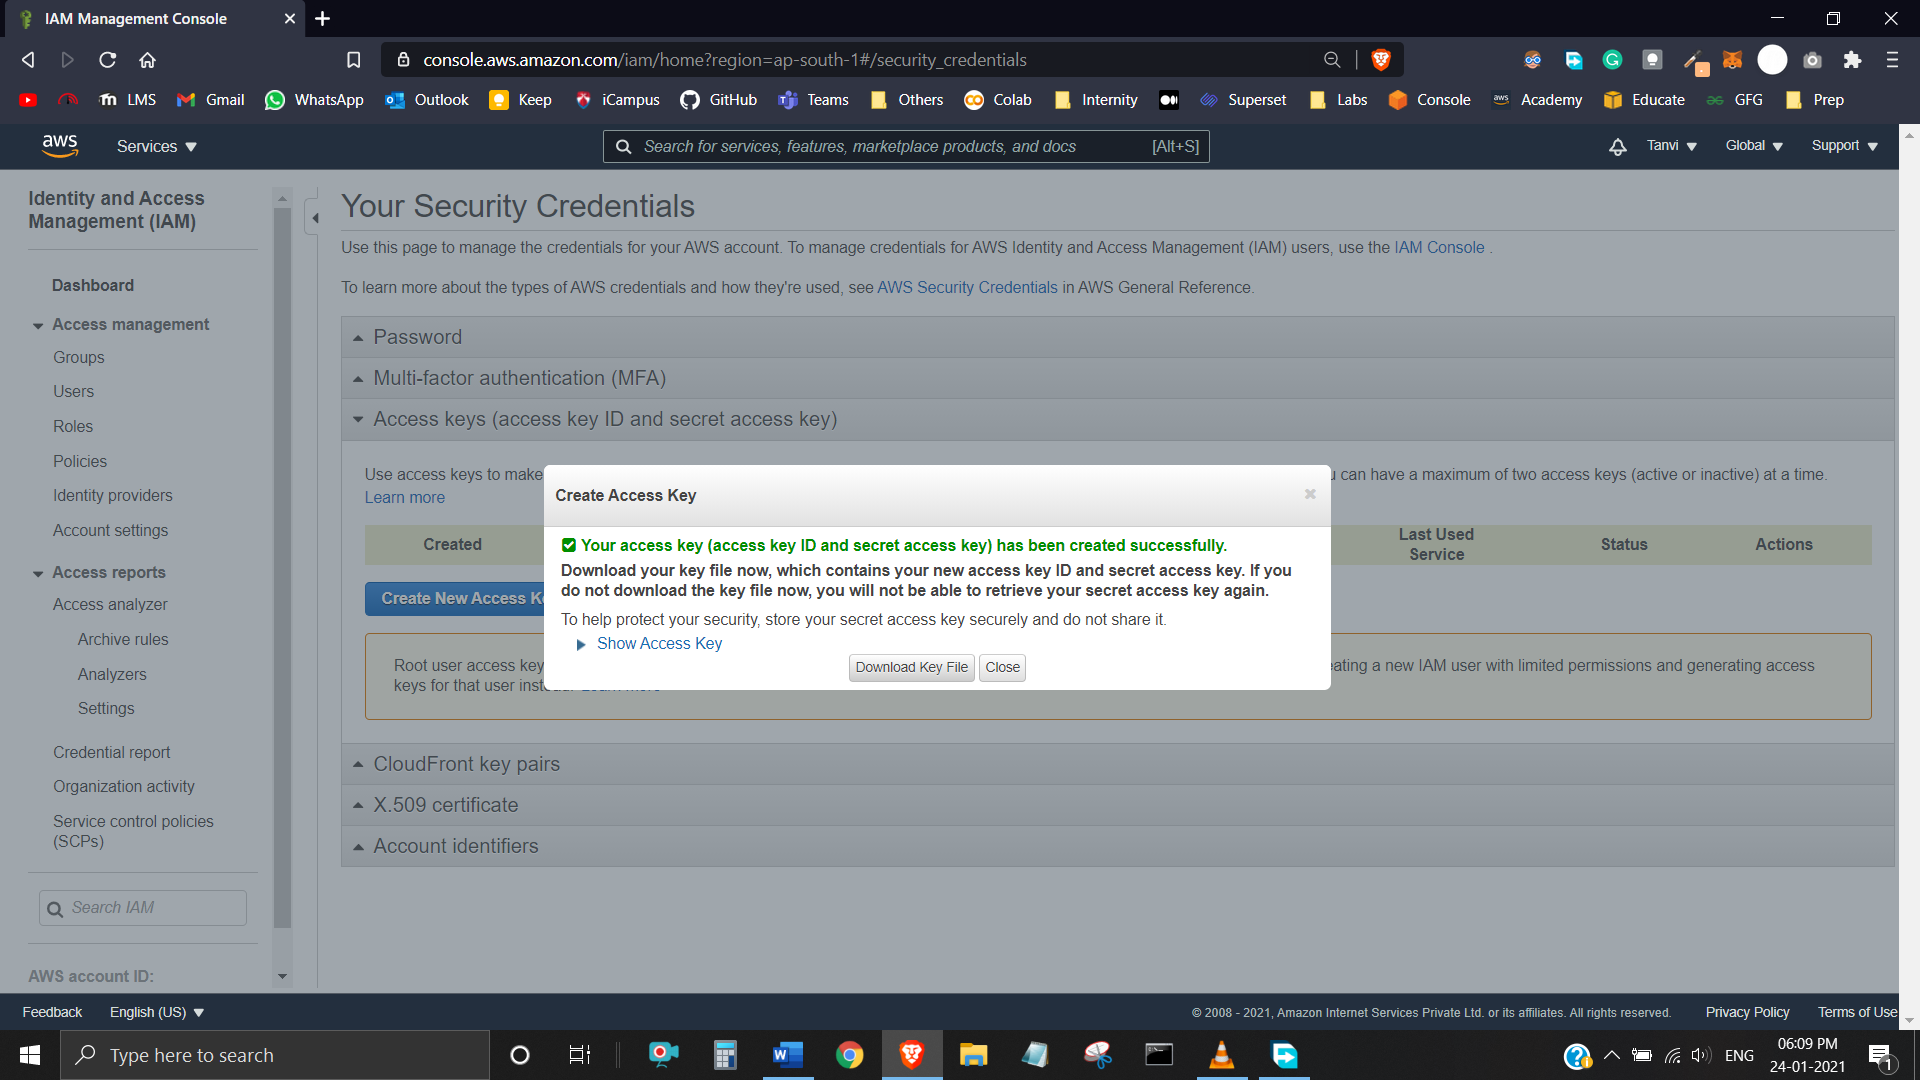 IAM Management Console
console.aws.amazon.com/iam/home?region=ap-south-1#/security_credentials
LMS
Gmail
WhatsApp
Outlook
Keep
iCampus
GitHub
Teams
Others
Colab
Internity
Superset
Labs
Console
aws
Academy
Educate
GFG
Prep
aws
Services
Search for services, features, marketplace products, and docs
[Alt+S]
Tanvi
Global
Support
Identity and Access
Management (IAM)
Dashboard
Access management
Groups
Users
Roles
Policies
Identity providers
Account settings
Access reports
Access analyzer
Archive rules
Analyzers
Settings
Credential report
Organization activity
Service control policies
(SCPs)
Search IAM
AWS account ID:
Your Security Credentials
Use this page to manage the credentials for your AWS account. To manage credentials for AWS Identity and Access Management (IAM) users, use the IAM Console .
To learn more about the types of AWS credentials and how they're used, see AWS Security Credentials in AWS General Reference.
Password
Multi-factor authentication (MFA)
Access keys (access key ID and secret access key)
Use access keys to make
can have a maximum of two access keys (active or inactive) at a time.
Learn more
Created
Last Used
Service
Status
Actions
Create New Access
Root user access key
eating a new IAM user with limited permissions and generating access
keys for that user
Create Access Key
Your access key (access key ID and secret access key) has been created successfully.
Download your key file now, which contains your new access key ID and secret access key. If you
do not download the key file now, you will not be able to retrieve your secret access key again.
To help protect your security, store your secret access key securely and do not share it.
Show Access Key
Download Key File
Close
CloudFront key pairs
X.509 certificate
Account identifiers
Feedback
English (US)
© 2008 - 2021, Amazon Internet Services Private Ltd. or its affiliates. All rights reserved.
Privacy Policy
Terms of Use
Type here to search
ENG
06:09 PM
24-01-2021
1